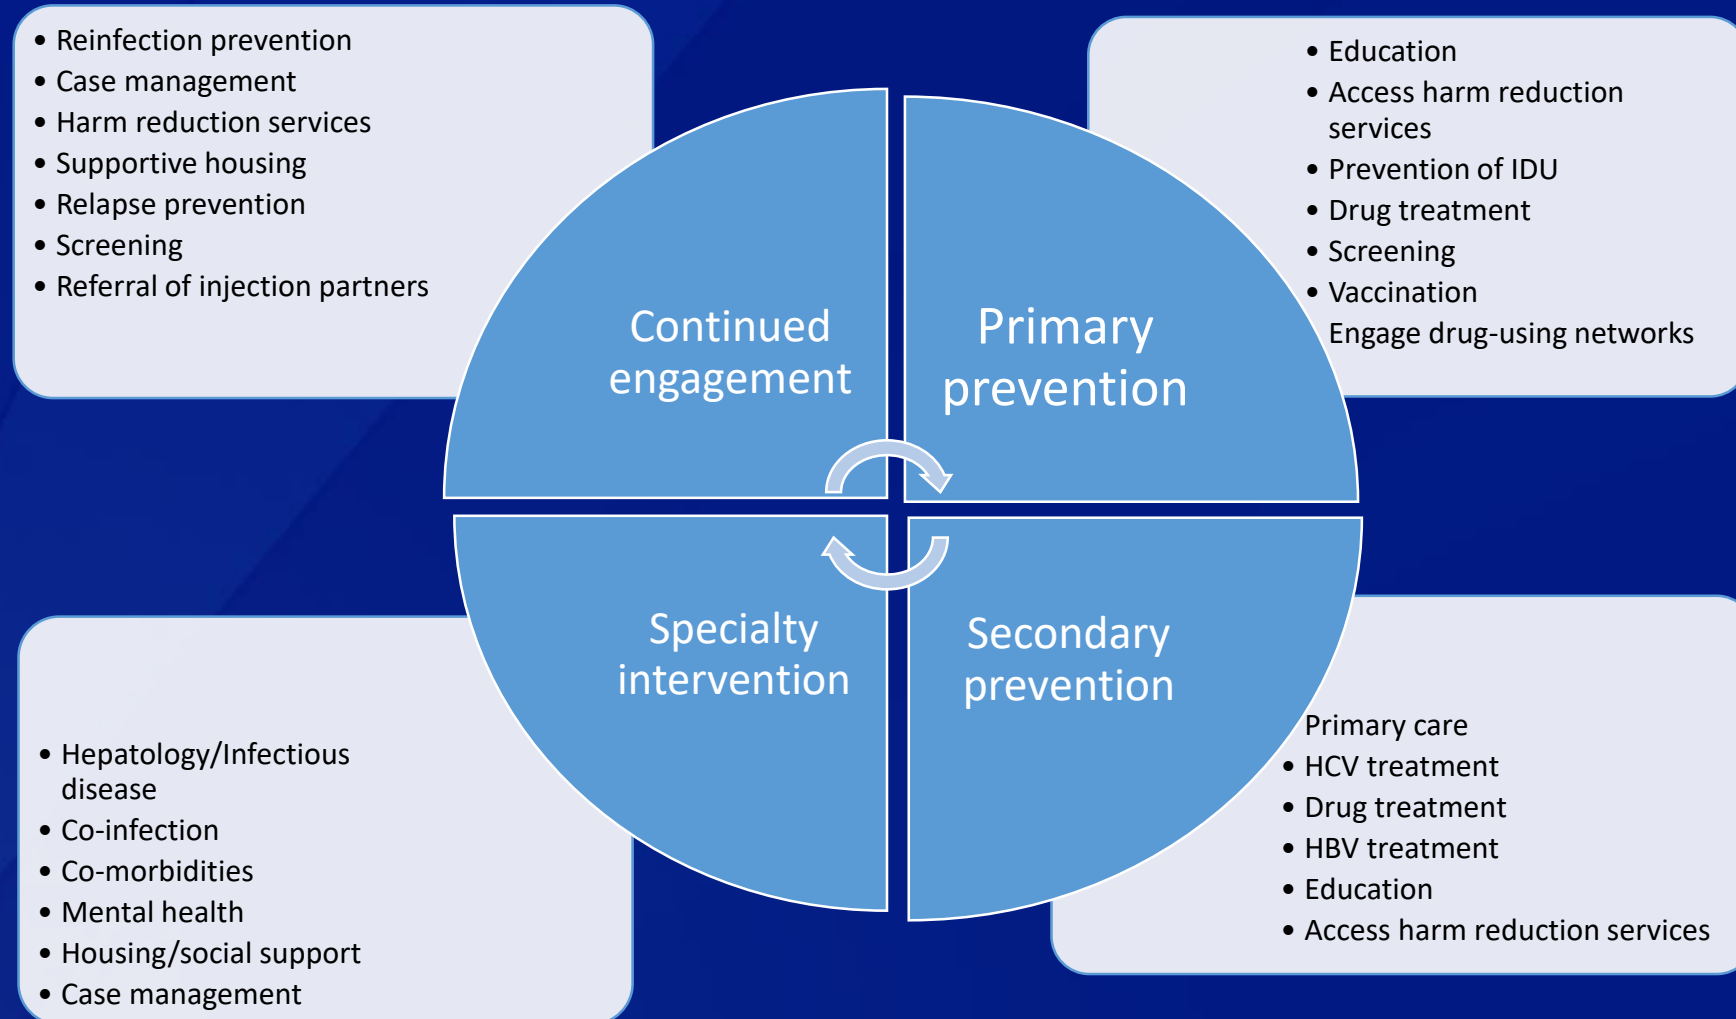 • Reinfection prevention
• Case management
• Harm reduction services
• Supportive housing
• Relapse prevention
• Screening
• Referral of injection partners
• Education
• Access harm reduction
services
• Prevention of IDU
• Drug treatment
• Screening
• Vaccination
Engage drug-using networks
Continued
engagement
Primary
prevention
Specialty
intervention
Secondary
prevention
• Hepatology/Infectious
disease
• Co-infection
• Co-morbidities
• Mental health
• Housing/social support
• Case management
Primary care
• HCV treatment
• Drug treatment
• HBV treatment
• Education
• Access harm reduction services